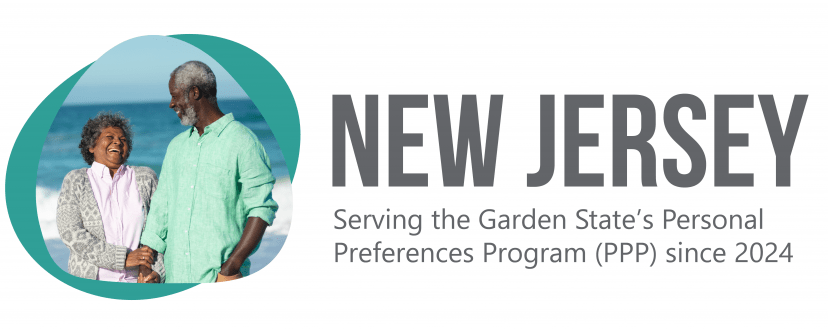 NEW JERSEY
Serving the Garden State’s Personal
Preferences Program (PPP) since 2024